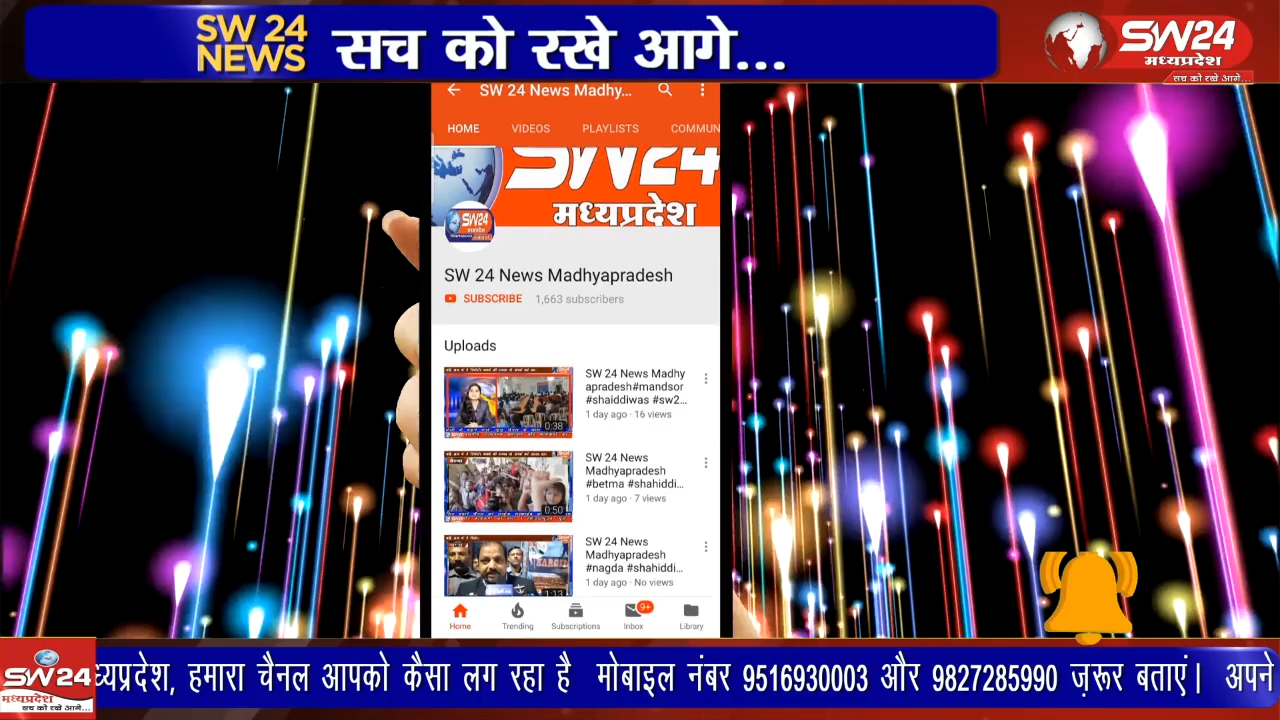 SW 24
NEWS
सच को रखे आगे...
SW24
मध्यप्रदेश
सच को रखे आगे...
SW 24 News Madhy...
HOME VIDEOS PLAYLISTS COMMUN
SW24
मध्यप्रदेश
SW24
SW 24 News Madhyapradesh
SUBSCRIBE 1,663 subscribers
Uploads
SW 24 News Madhy
apradesh#mandsor
#shaiddiwas #sw2...
1 day ago · 16 views
0:38
SW 24 News
Madhyapradesh
#betma #shahiddi...
1 day ago · 7 views
0:50
SW 24 News
Madhyapradesh
#nagda #shahiddi...
1 day ago · No views
1:13
9+
Home Trending Subscriptions Inbox Library
SW24
मध्यप्रदेश
सच को रखे आगे...
ध्यप्रदेश, हमारा चैनल आपको कैसा लग रहा है मोबाइल नंबर 9516930003 और 9827285990 ज़रूर बताएं। अपने